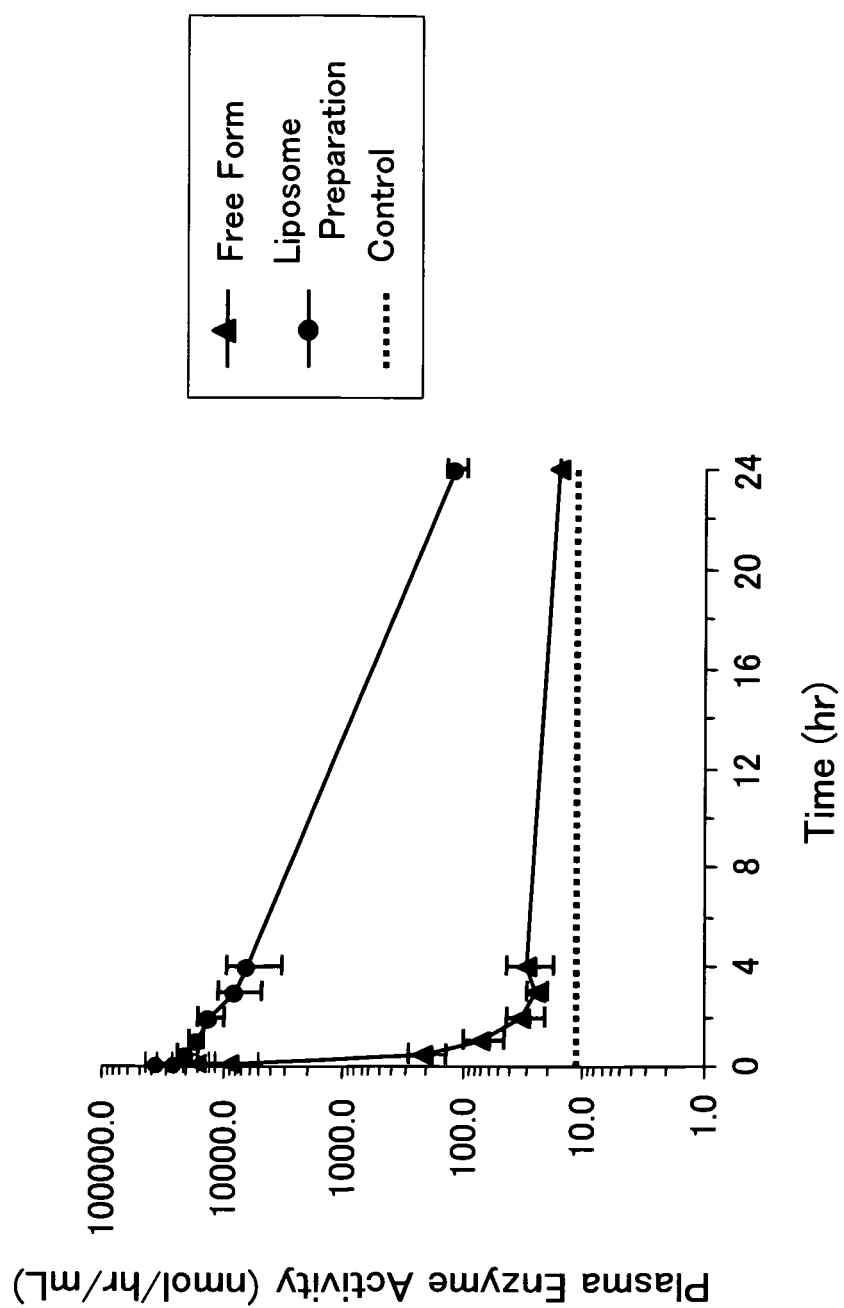 Plasma Enzyme Activity (nmol/hr/mL)
100000.0
10000.0
1000.0
100.0
10.0
1.0
0
4
8
12
16
20
24
Time (hr)
Free Form
Liposome
Preparation
Control